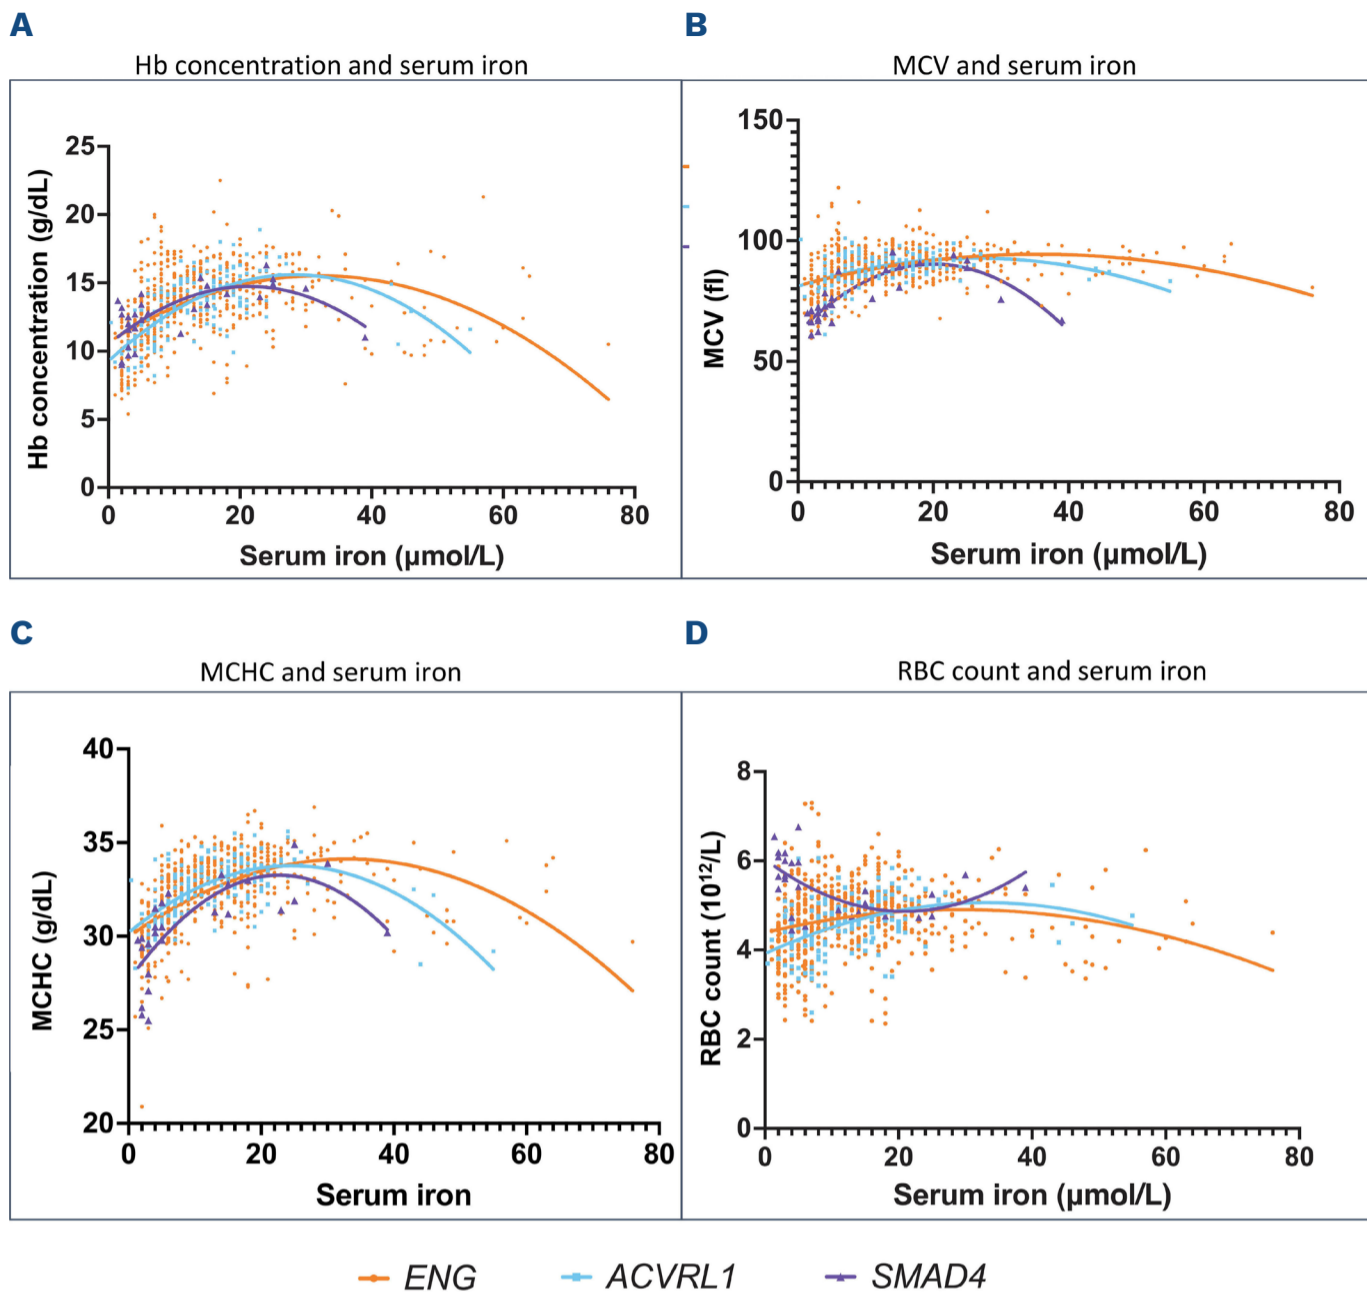 A
Hb concentration and serum iron
Hb concentration (g/dL)
25
20
15
10
5
0
0 20 40 60 80
Serum iron (µmol/L)
B
MCV and serum iron
MCV (fl)
150
100
50
0
0 20 40 60 80
Serum iron (µmol/L)
C
MCHC and serum iron
MCHC (g/dL)
40
35
30
25
20
0 20 40 60 80
Serum iron
D
RBC count and serum iron
RBC count (10¹²/L)
8
6
4
2
0
0 20 40 60 80
Serum iron (µmol/L)
ENG ACVRL1 SMAD4